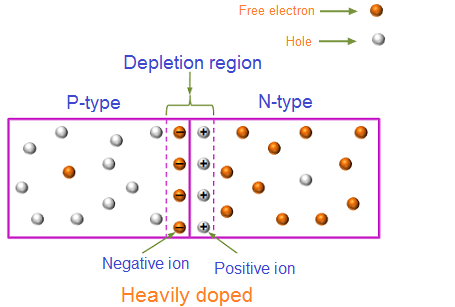 Free electron
Hole
Depletion region
P-type
N-type
Negative ion
Positive ion
Heavily doped